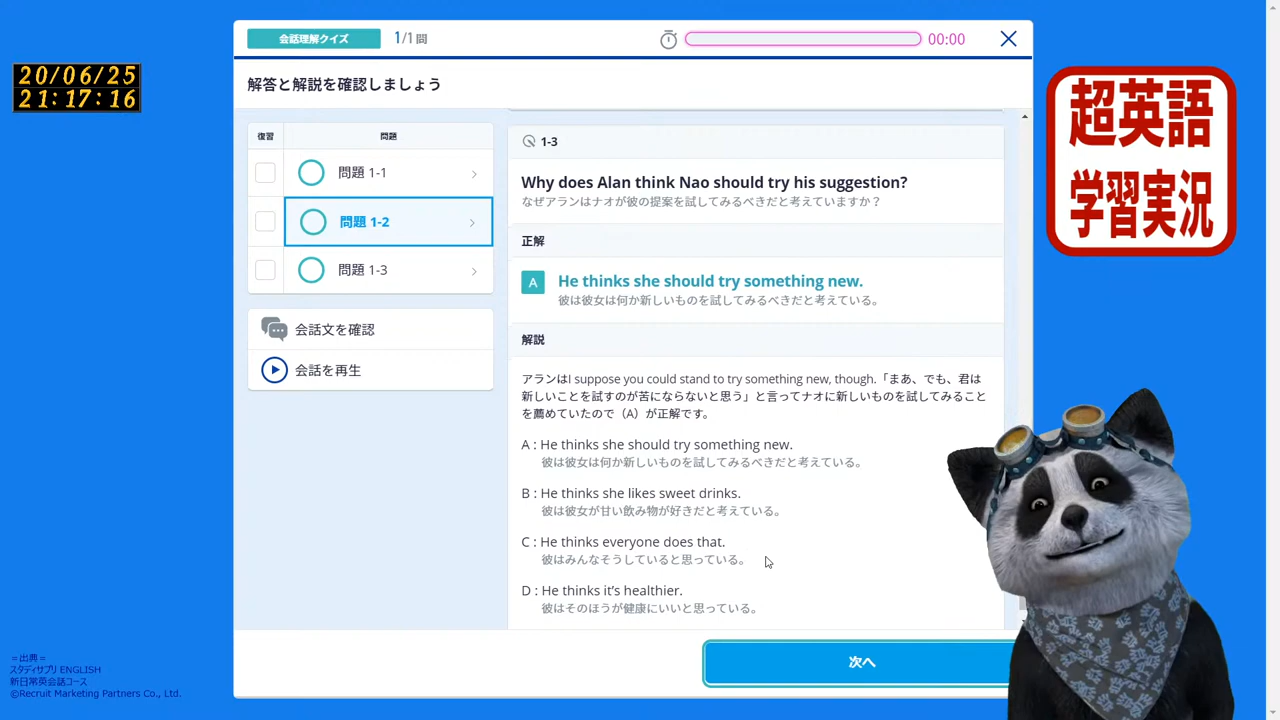 会話理解クイズ
1/1問
00:00
20/06/25
21:17:16
解答と解説を確認しましょう
超英語
学習実況
復習
問題
問題 1-1
問題 1-2
問題 1-3
会話文を確認
会話を再生
1-3
Why does Alan think Nao should try his suggestion?
なぜアランはナオが彼の提案を試してみるべきだと考えていますか？
正解
A
He thinks she should try something new.
彼は彼女は何か新しいものを試してみるべきだと考えている。
解説
アランはI suppose you could stand to try something new, though.「まあ、でも、君は
新しいことを試すのが苦にならないと思う」と言ってナオに新しいものを試してみること
を薦めていたので（A）が正解です。
A : He thinks she should try something new.
彼は彼女は何か新しいものを試してみるべきだと考えている。
B : He thinks she likes sweet drinks.
彼は彼女が甘い飲み物が好きだと考えている。
C : He thinks everyone does that.
彼はみんなそうしていると思っている。
D : He thinks it’s healthier.
彼はそのほうが健康にいいと思っている。
次へ
＝出典＝
スタディサプリ ENGLISH
新日常英会話コース
©Recruit Marketing Partners Co., Ltd.